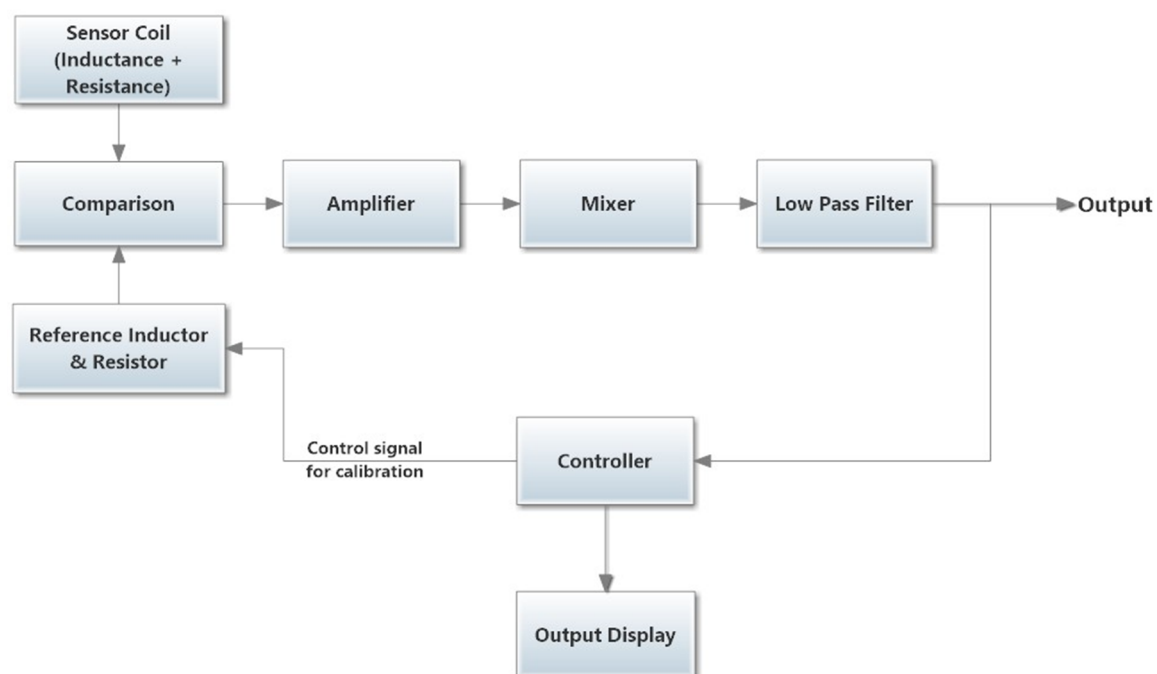 Sensor Coil
(Inductance +
Resistance)
Comparison
Amplifier
Mixer
Low Pass Filter
Output
Reference Inductor
& Resistor
Control signal
for calibration
Controller
Output Display